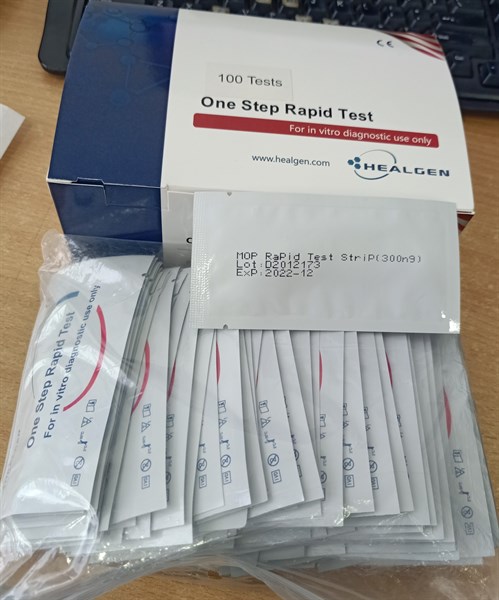 CE
100 Tests
One Step Rapid Test
For in vitro diagnostic use only
www.healgen.com
HEALGEN
MOP RaPid Test StriP(300n9)
Lot:D2012173
ExP:2022-12
One Step Rapid Test
For in vitro diagnostic use only